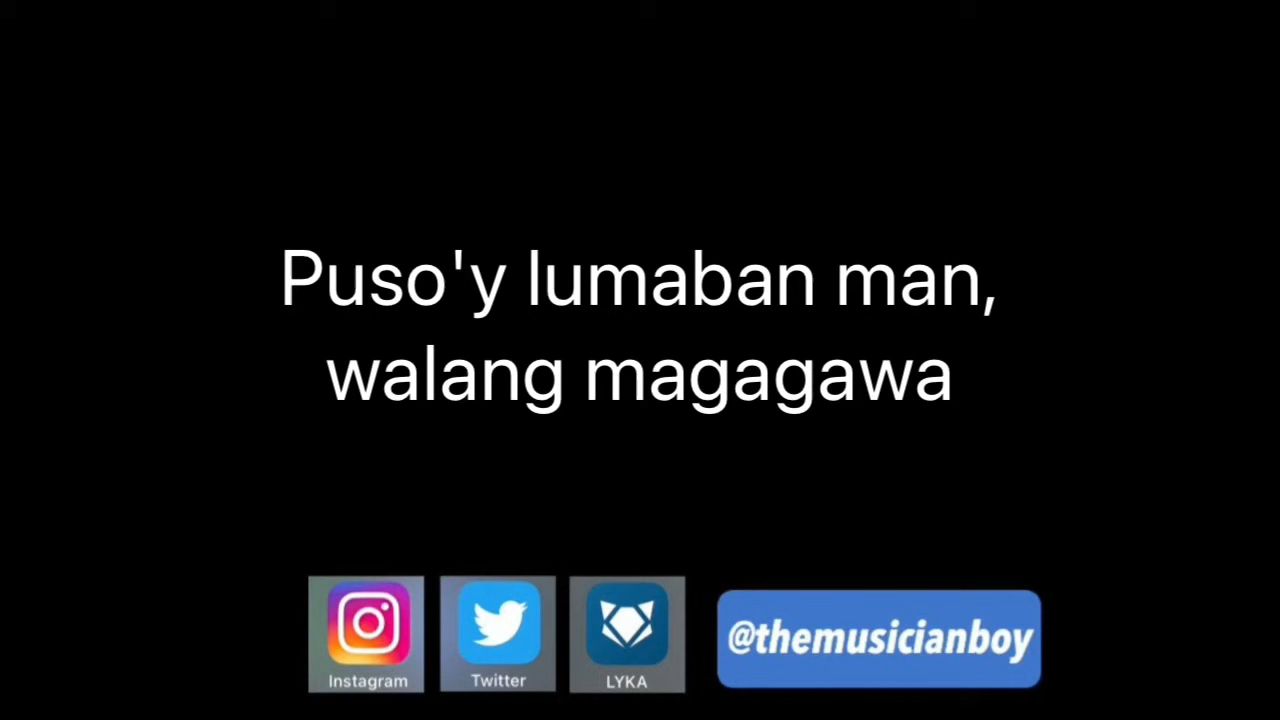 Puso'y lumaban man,
walang magagawa
Instagram
Twitter
LYKA
@themusicianboy